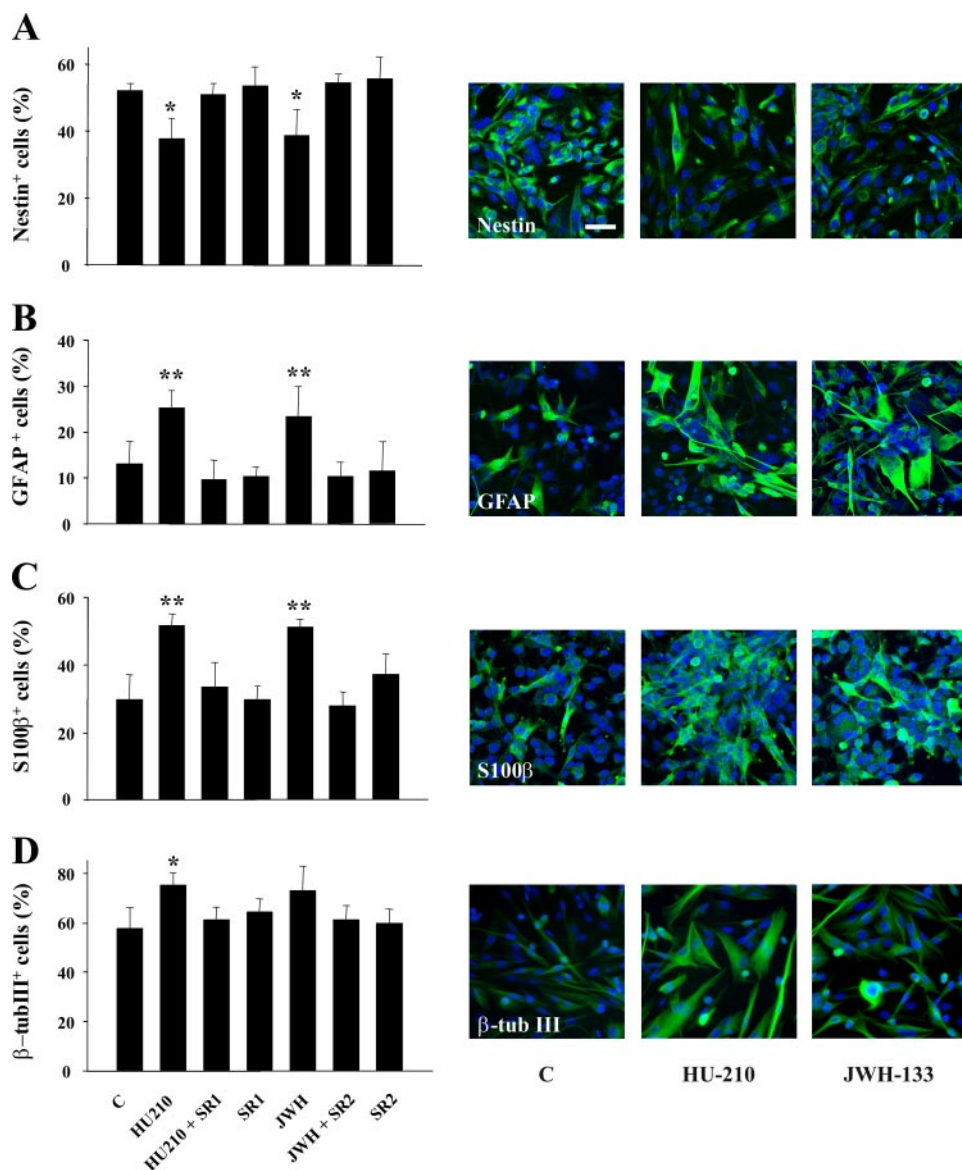 A
Nestin⁺ cells (%)
60
40
20
0
* *
Nestin
B
GFAP⁺ cells (%)
40
30
20
10
0
** **
GFAP
C
S100β⁺ cells (%)
60
40
20
0
** **
S100β
D
β−tubIII⁺ cells (%)
80
60
40
20
0
*
β-tub III
C
HU210
HU210 + SR1
SR1
JWH
JWH + SR2
SR2
C HU-210 JWH-133